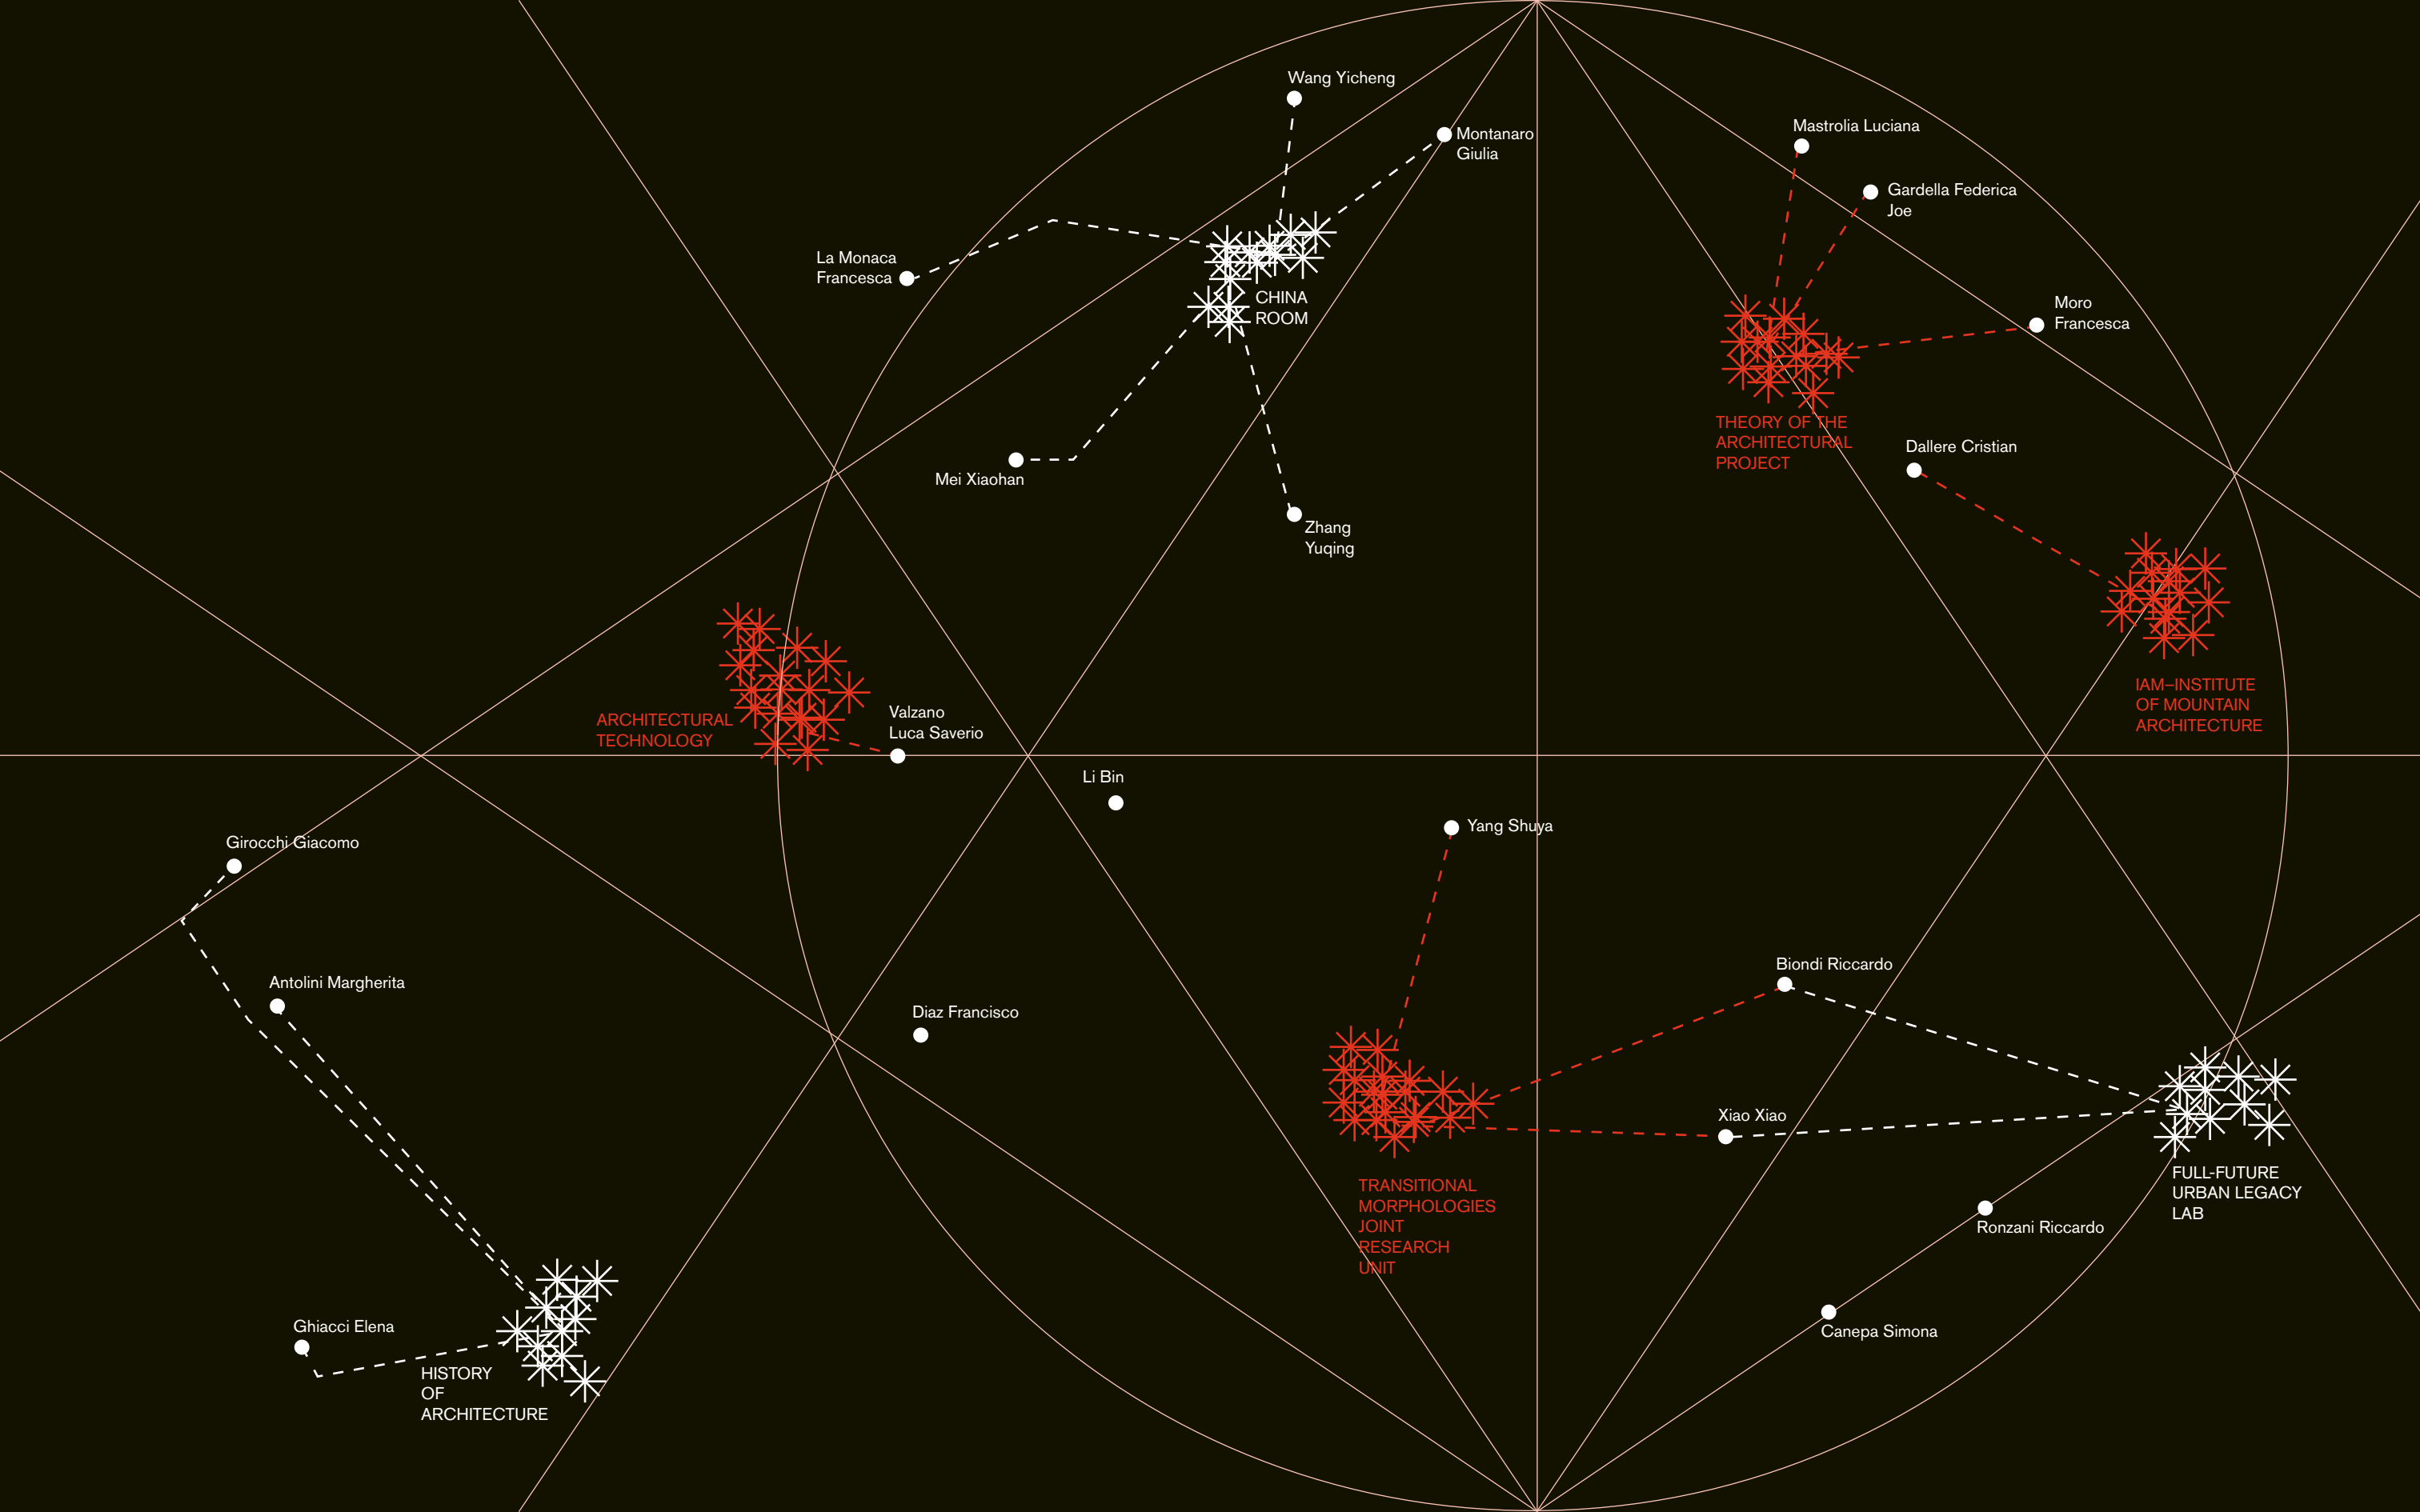 Wang Yicheng
Montanaro
Giulia
Mastrolia Luciana
Gardella Federica
Joe
La Monaca
Francesca
CHINA
ROOM
Moro
Francesca
THEORY OF THE
ARCHITECTURAL
PROJECT
Dallere Cristian
Mei Xiaohan
Zhang
Yuqing
IAM–INSTITUTE
OF MOUNTAIN
ARCHITECTURE
ARCHITECTURAL
TECHNOLOGY
Valzano
Luca Saverio
Li Bin
Yang Shuya
Girocchi Giacomo
Antolini Margherita
Diaz Francisco
Biondi Riccardo
Xiao Xiao
TRANSITIONAL
MORPHOLOGIES
JOINT
RESEARCH
UNIT
FULL-FUTURE
URBAN LEGACY
LAB
Ronzani Riccardo
Canepa Simona
Ghiacci Elena
HISTORY
OF
ARCHITECTURE